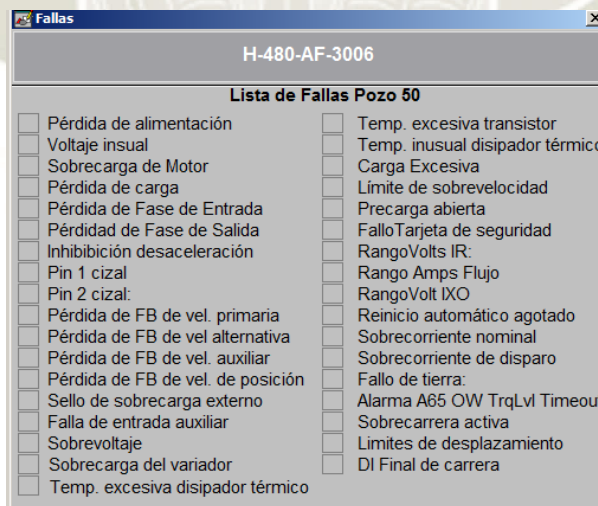 Fallas
H-480-AF-3006
Lista de Fallas Pozo 50
Pérdida de alimentación
Voltaje insual
Sobrecarga de Motor
Pérdida de carga
Pérdida de Fase de Entrada
Pérdidad de Fase de Salida
Inhibibición desaceleración
Pin 1 cizal
Pin 2 cizal:
Pérdida de FB de vel. primaria
Pérdida de FB de vel alternativa
Pérdida de FB de vel. auxiliar
Pérdida de FB de vel. de posición
Sello de sobrecarga externo
Falla de entrada auxiliar
Sobrevoltaje
Sobrecarga del variador
Temp. excesiva disipador térmico
Temp. excesiva transistor
Temp. inusual disipador térmico
Carga Excesiva
Límite de sobrevelocidad
Precarga abierta
FalloTarjeta de seguridad
RangoVolts IR:
Rango Amps Flujo
RangoVolt IXO
Reinicio automático agotado
Sobrecorriente nominal
Sobrecorriente de disparo
Fallo de tierra:
Alarma A65 OW TrqLvl Timeou
Sobrecarrera activa
Limites de desplazamiento
DI Final de carrera